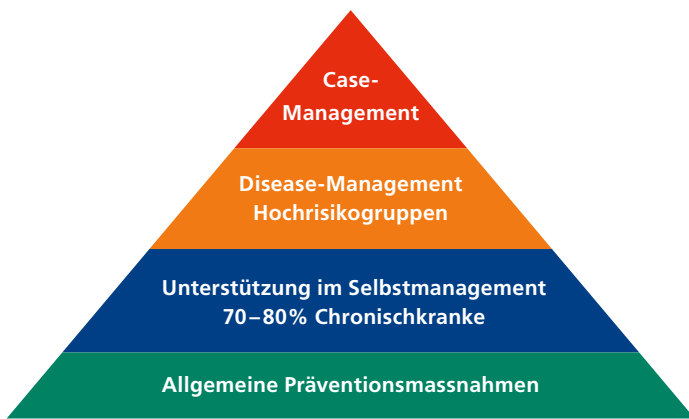 Case-
Management
Disease-Management
Hochrisikogruppen
Unterstützung im Selbstmanagement
70–80% Chronischkranke
Allgemeine Präventionsmassnahmen